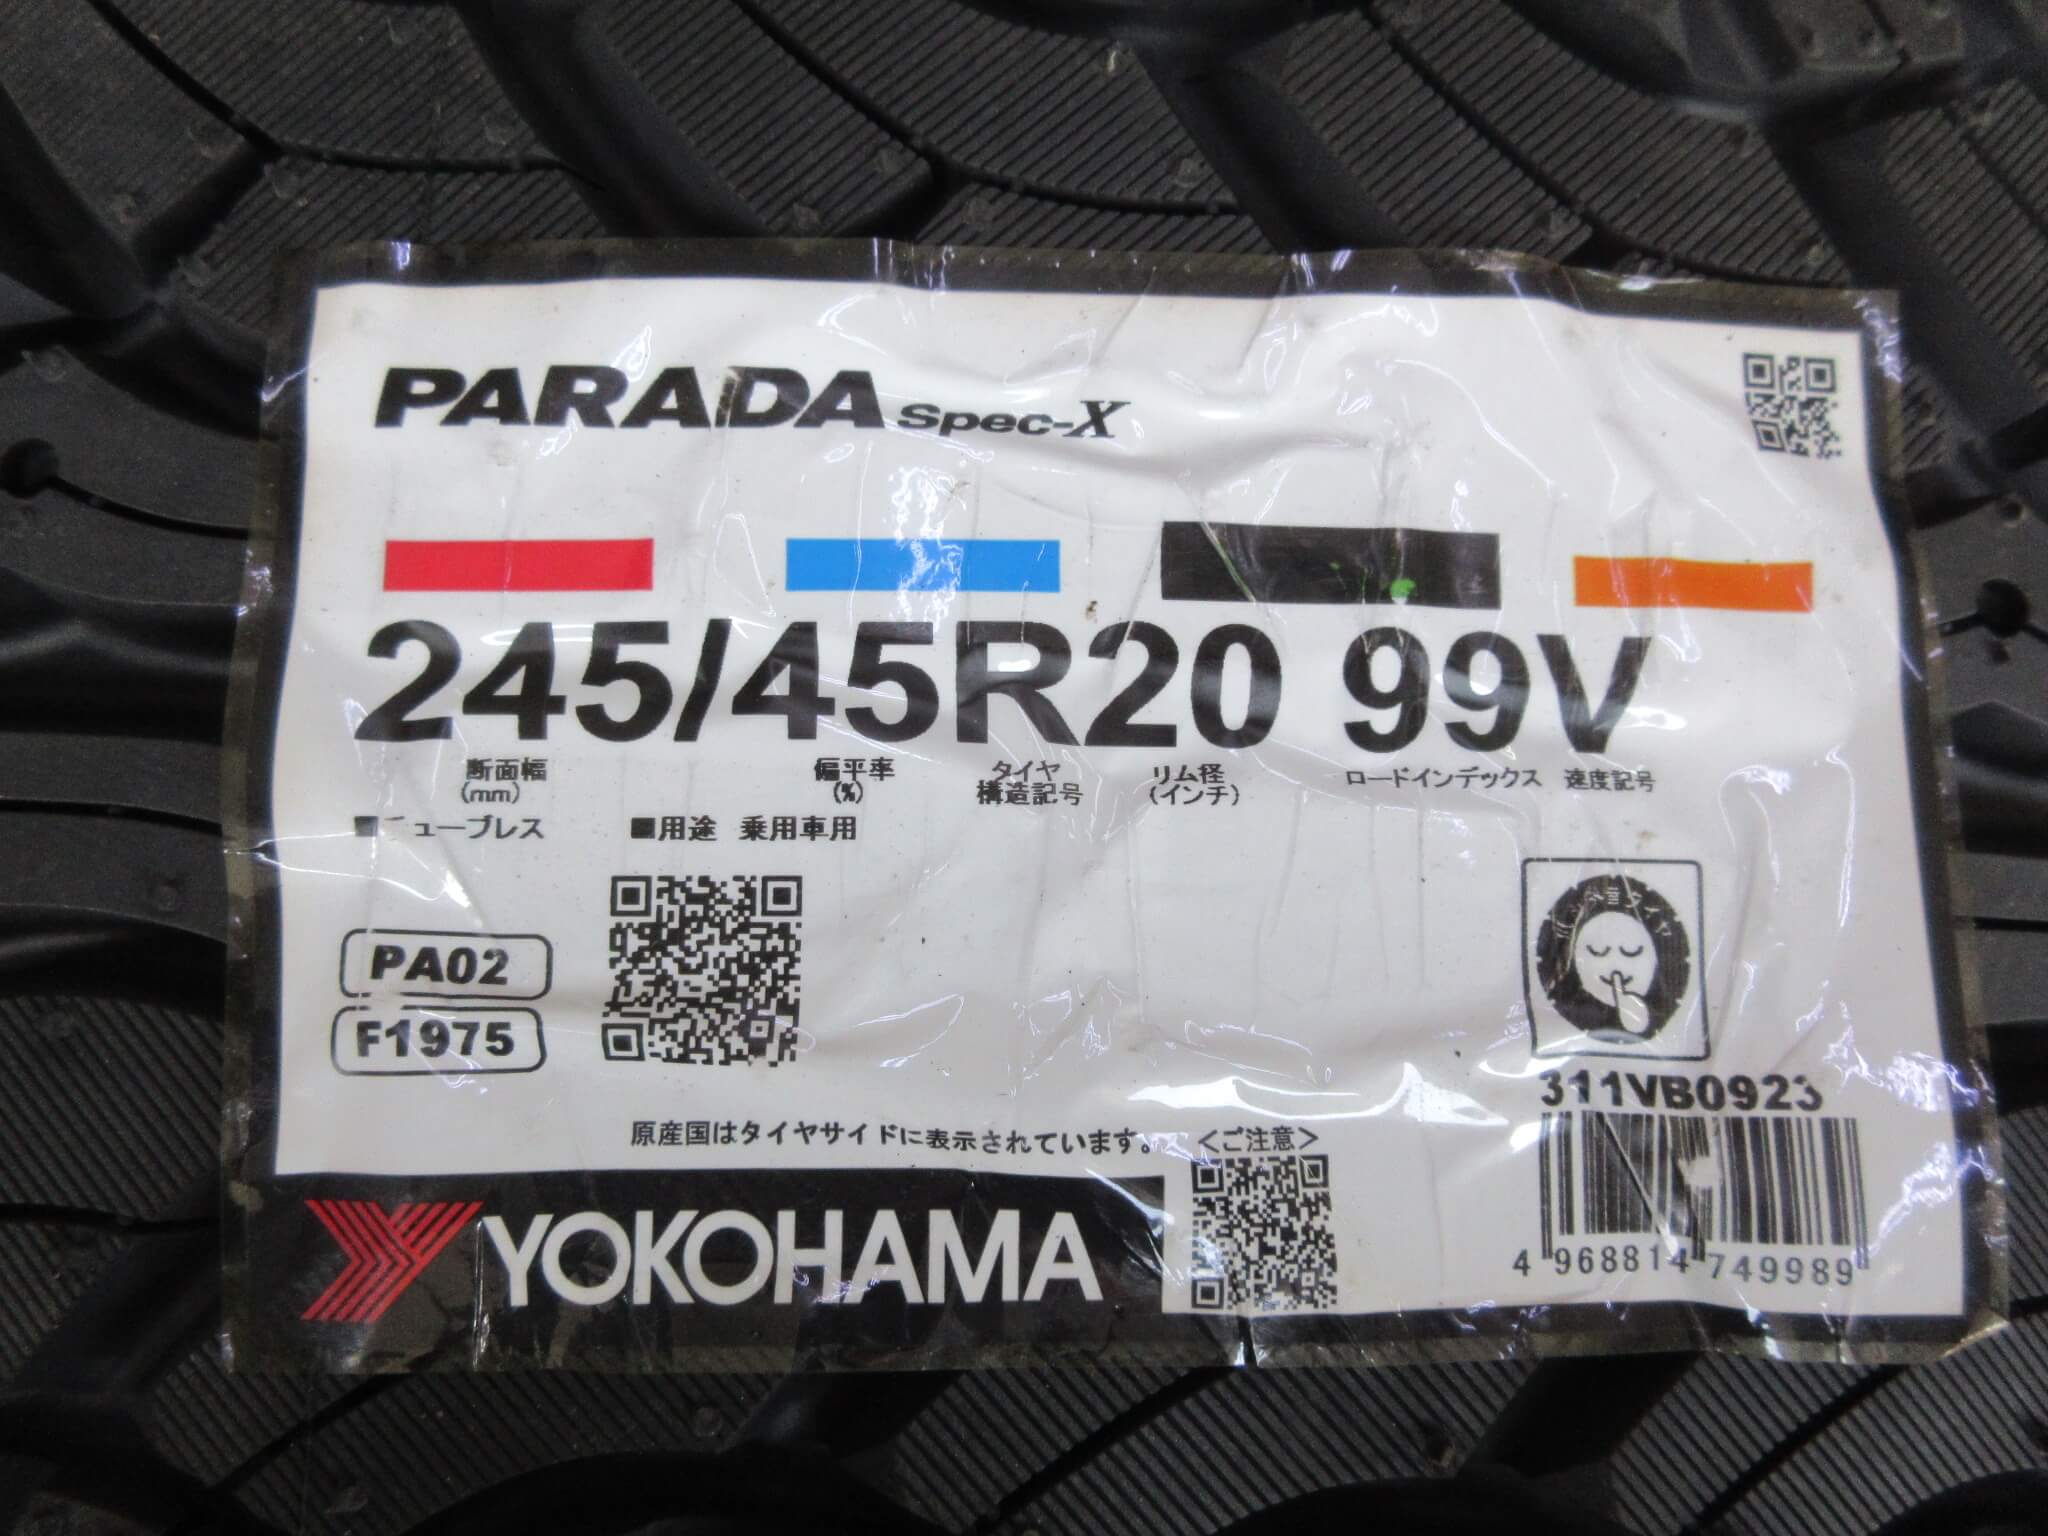 PARADA Spec-X
245/45R20 99V
断面幅 偏平率 タイヤ リム径 ロードインデックス 速度記号
(mm) (%) 構造記号 (インチ)
■チューブレス ■用途 乗用車用
PA02
F1975
311VB0923
原産国はタイヤサイドに表示されています。 <ご注意>
YOKOHAMA
4 968814 749989